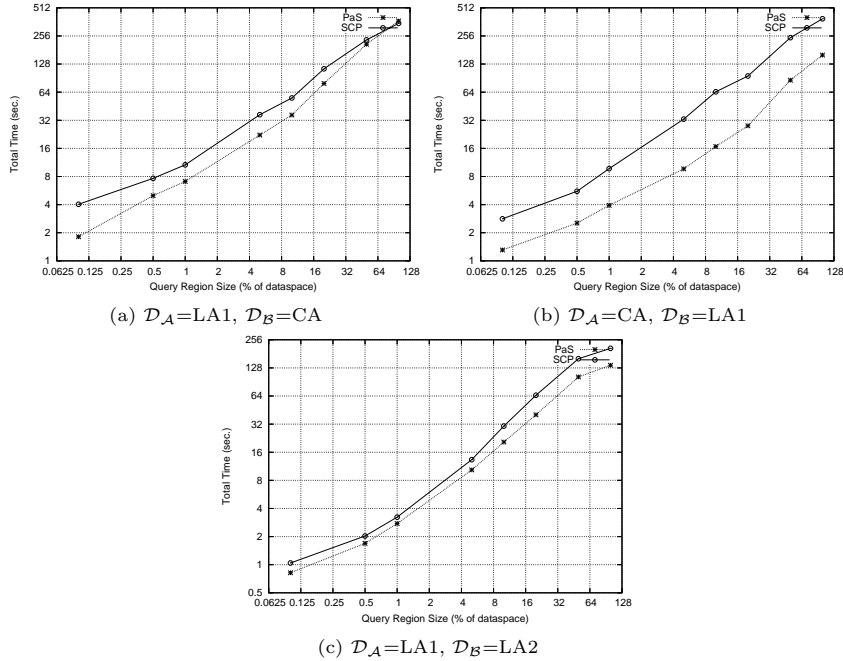 512
256
128
64
32
16
8
4
2
1
Total Time (sec.)
PaS
SCP
0.0625 0.125 0.25 0.5 1 2 4 8 16 32 64 128
Query Region Size (% of dataspace)
(a) 𝒟_𝒜=LA1, 𝒟_ℬ=CA
512
256
128
64
32
16
8
4
2
1
Total Time (sec.)
PaS
SCP
0.0625 0.125 0.25 0.5 1 2 4 8 16 32 64 128
Query Region Size (% of dataspace)
(b) 𝒟_𝒜=CA, 𝒟_ℬ=LA1
256
128
64
32
16
8
4
2
1
0.5
Total Time (sec.)
PaS
SCP
0.0625 0.125 0.25 0.5 1 2 4 8 16 32 64 128
Query Region Size (% of dataspace)
(c) 𝒟_𝒜=LA1, 𝒟_ℬ=LA2